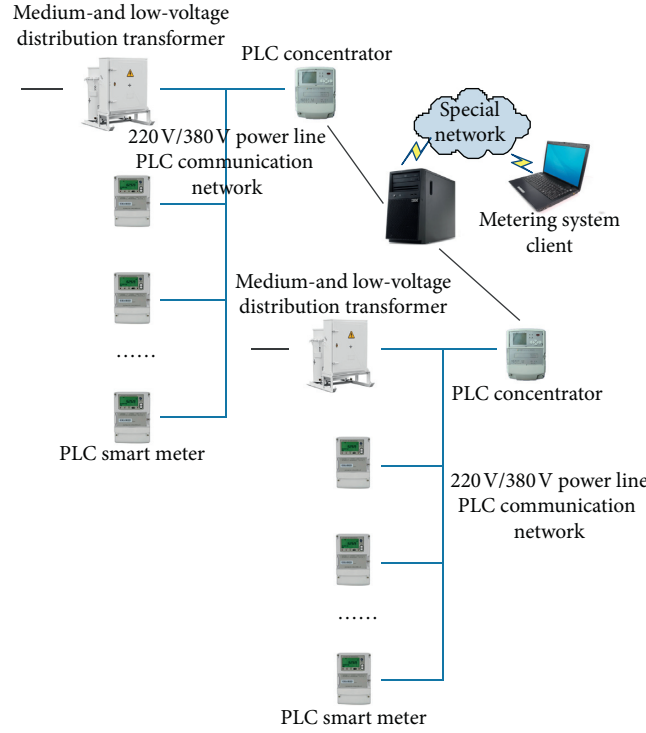 Medium and low-voltage
distribution transformer
PLC concentrator
220 V/380 V power line
PLC communication
network
Special
network
Metering system
client
Medium-and low-voltage
distribution transformer
PLC concentrator
……
PLC smart meter
220 V/380 V power line
PLC communication
network
……
PLC smart meter